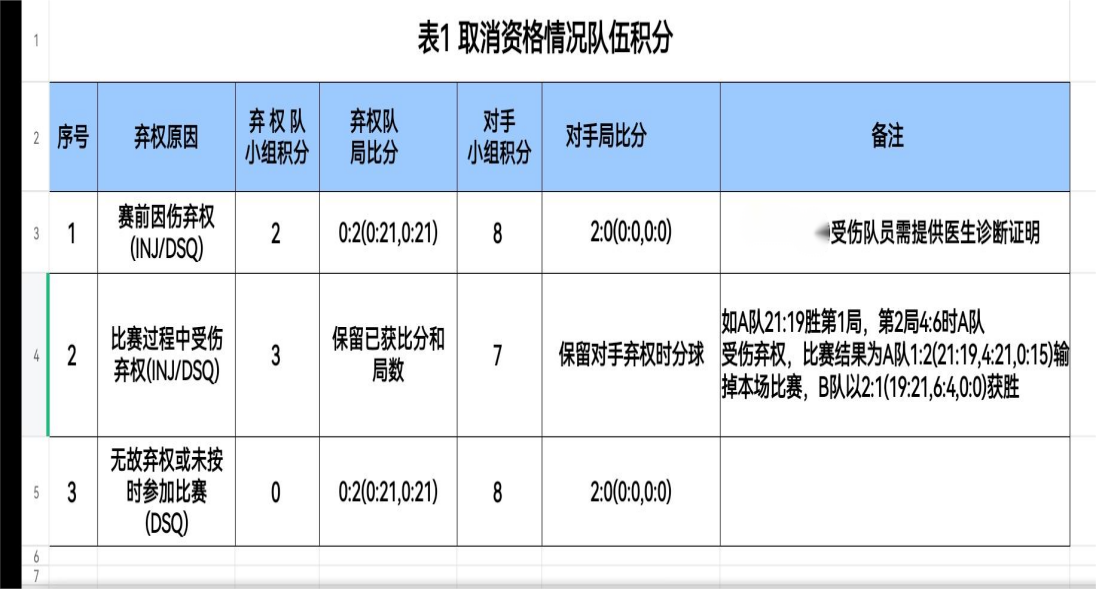 表1 取消资格情况队伍积分
1
2
序号
弃权原因
弃 权 队
小组积分
弃权队
局比分
对手
小组积分
对手局比分
备注
3
1
赛前因伤弃权
(INJ/DSQ)
2
0:2(0:21,0:21)
8
2:0(0:0,0:0)
受伤队员需提供医生诊断证明
4
2
比赛过程中受伤
弃权(INJ/DSQ)
3
保留已获比分和
局数
7
保留对手弃权时分球
如A队21:19胜第1局，第2局4:6时A队
受伤弃权，比赛结果为A队1:2(21:19,4:21,0:15)输
掉本场比赛，B队以2:1(19:21,6:4,0:0)获胜
5
3
无故弃权或未按
时参加比赛
(DSQ)
0
0:2(0:21,0:21)
8
2:0(0:0,0:0)
6
7